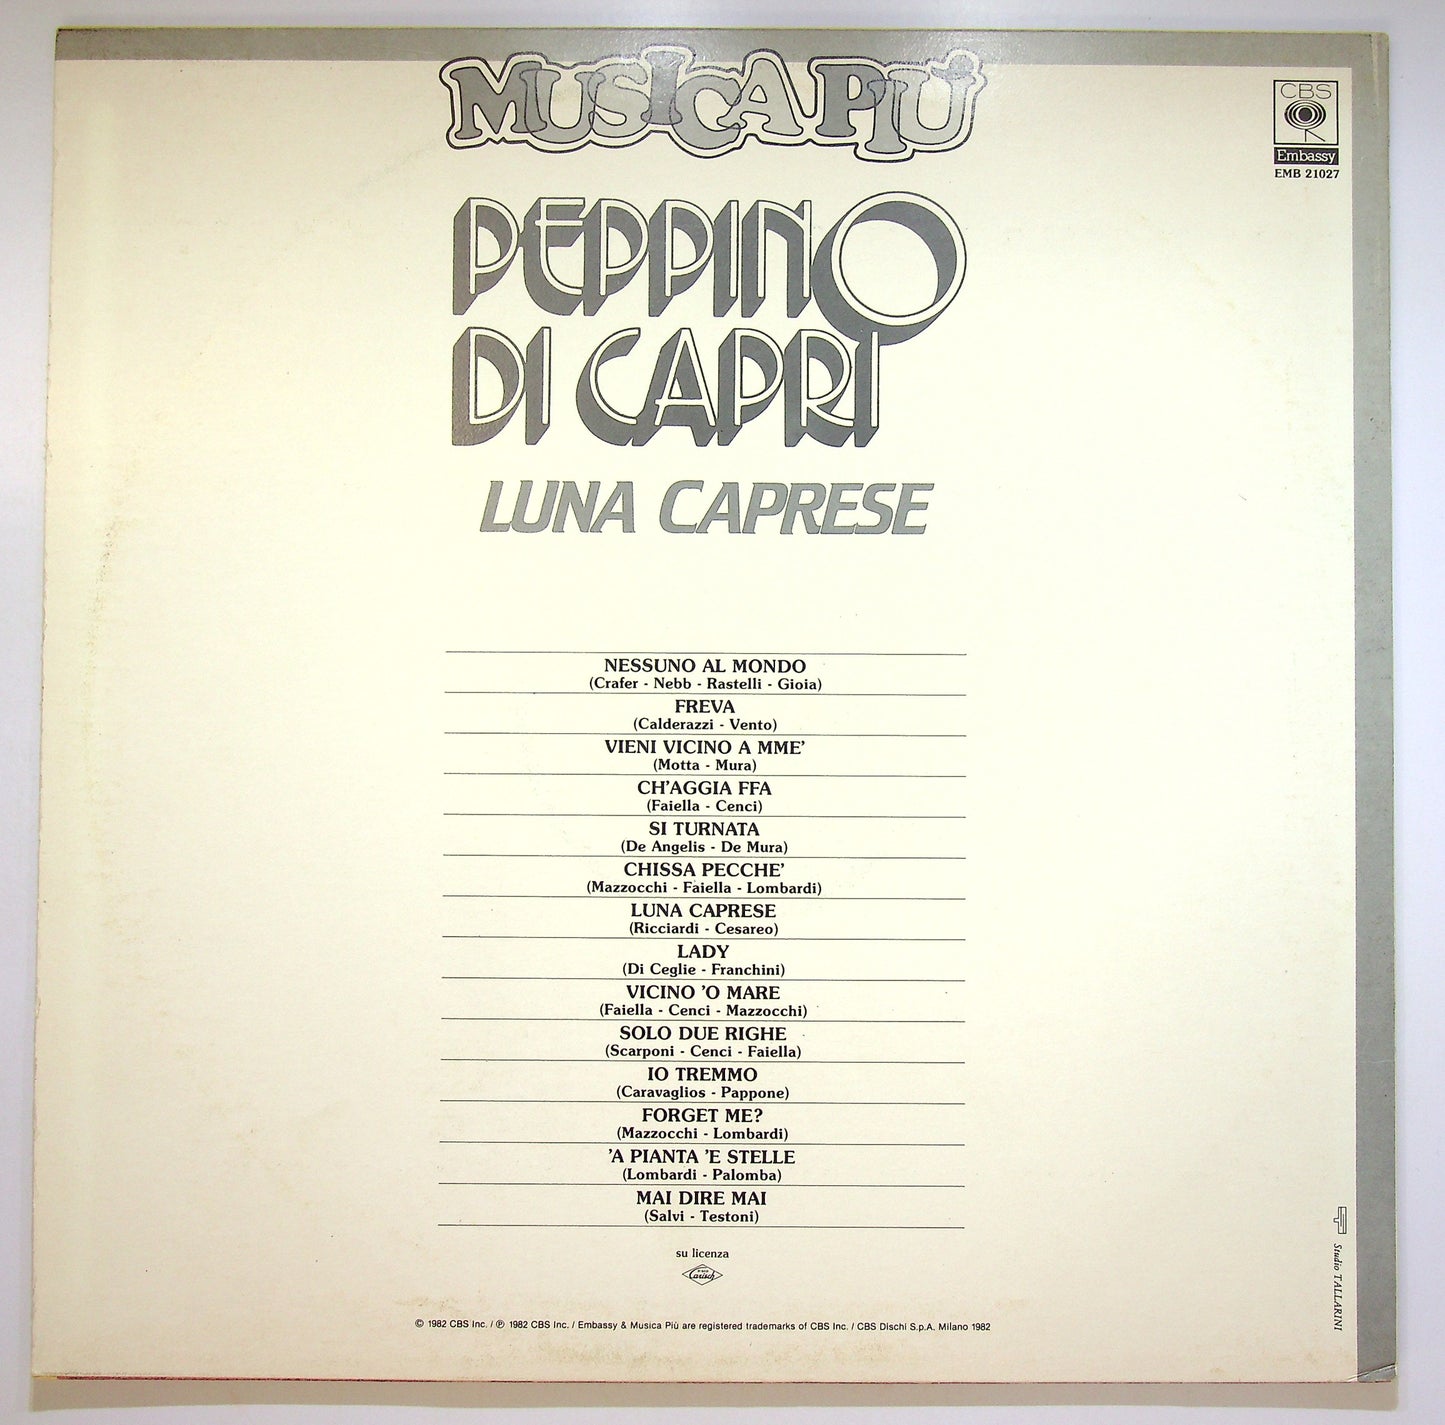 MUSICA PIÙ
CBS
Embassy
EMB 21027
PEPPINO
DI CAPRI
LUNA CAPRESE
NESSUNO AL MONDO
(Crafer - Nebb - Rastelli - Gioia)
FREVA
(Calderazzi - Vento)
VIENI VICINO A MME'
(Motta - Mura)
CH'AGGIA FFA
(Faiella - Cenci)
SI TURNATA
(De Angelis - De Mura)
CHISSA PECCHE'
(Mazzocchi - Faiella - Lombardi)
LUNA CAPRESE
(Ricciardi - Cesareo)
LADY
(Di Ceglie - Franchini)
VICINO 'O MARE
(Faiella - Cenci - Mazzocchi)
SOLO DUE RIGHE
(Scarponi - Cenci - Faiella)
IO TREMMO
(Caravaglios - Pappone)
FORGET ME?
(Mazzocchi - Lombardi)
'A PIANTA 'E STELLE
(Lombardi - Palomba)
MAI DIRE MAI
(Salvi - Testoni)
su licenza
Carisch
© 1982 CBS Inc. / ℗ 1982 CBS Inc. / Embassy & Musica Più are registered trademarks of CBS Inc. / CBS Dischi S.p.A. Milano 1982
Studio TALLARINI